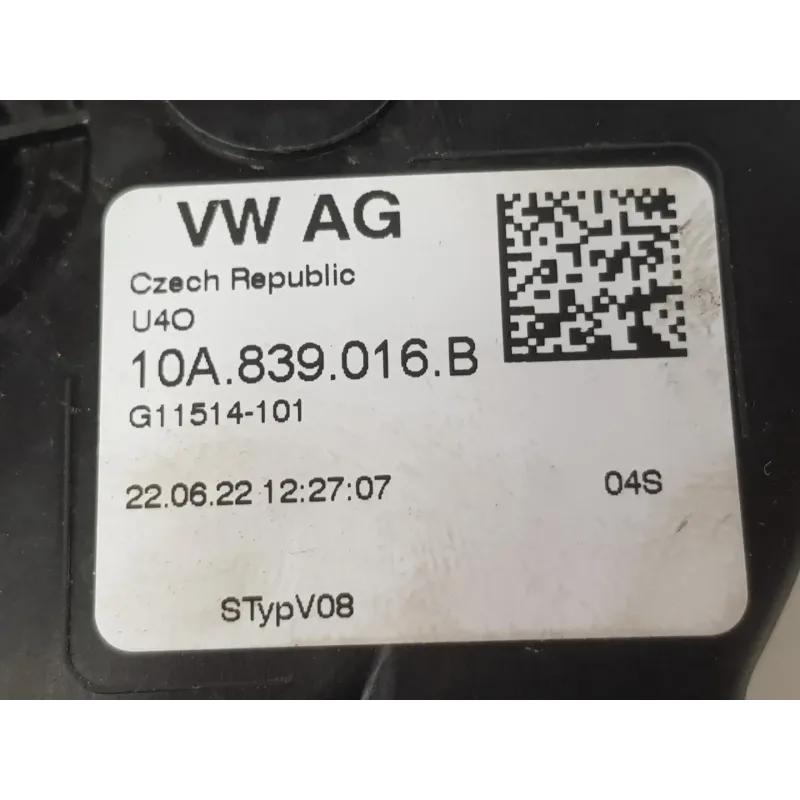 VW AG
Czech Republic
U4O
10A.839.016.B
G11514-101
22.06.22 12:27:07 04S
STypV08